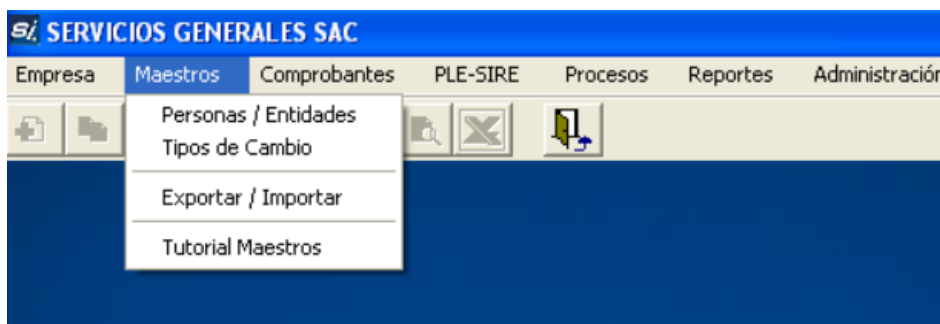 Si. SERVICIOS GENERALES SAC
Empresa Maestros Comprobantes PLE-SIRE Procesos Reportes Administración
Personas / Entidades
Tipos de Cambio
Exportar / Importar
Tutorial Maestros